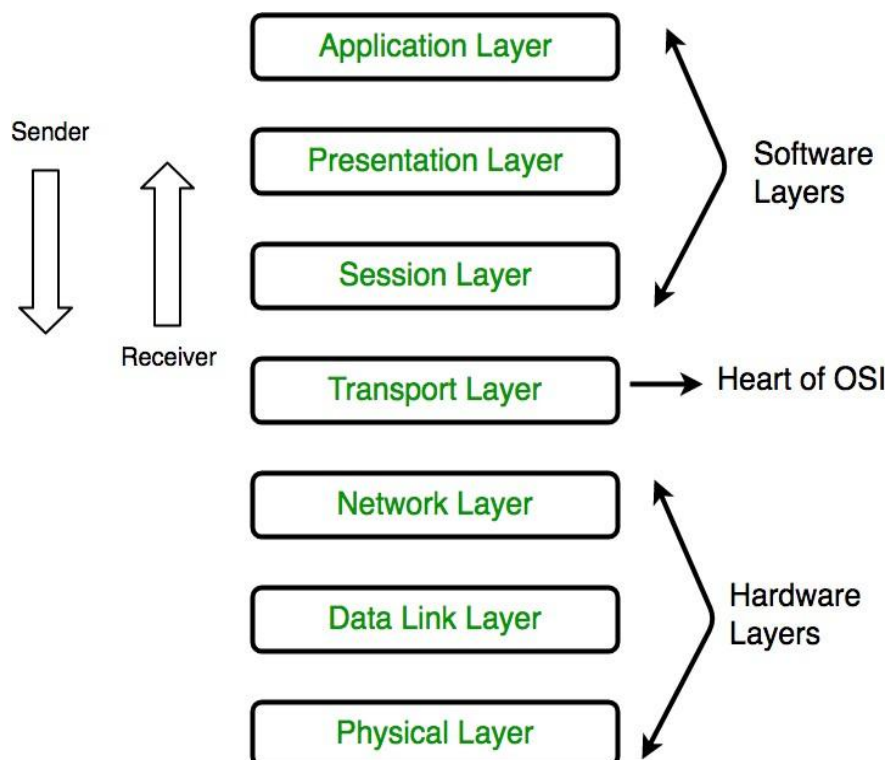 Application Layer
Sender
Presentation Layer
Software
Layers
Session Layer
Receiver
Transport Layer
Heart of OSI
Network Layer
Data Link Layer
Hardware
Layers
Physical Layer